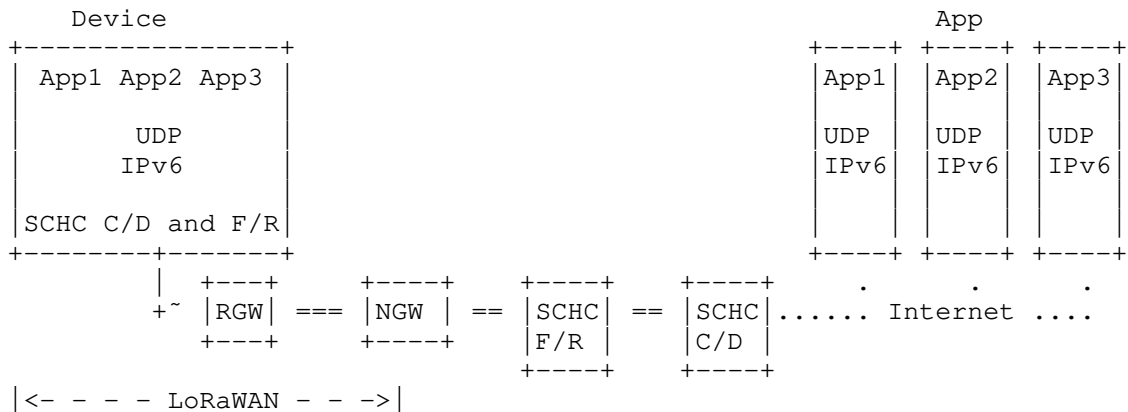 Device App
App1 App2 App3 App1 App2 App3
UDP UDP UDP UDP
IPv6 IPv6 IPv6 IPv6
SCHC C/D and F/R
+~ RGW === NGW == SCHC == SCHC ...... Internet ....
F/R C/D
|<- - - - LoRaWAN - - ->|